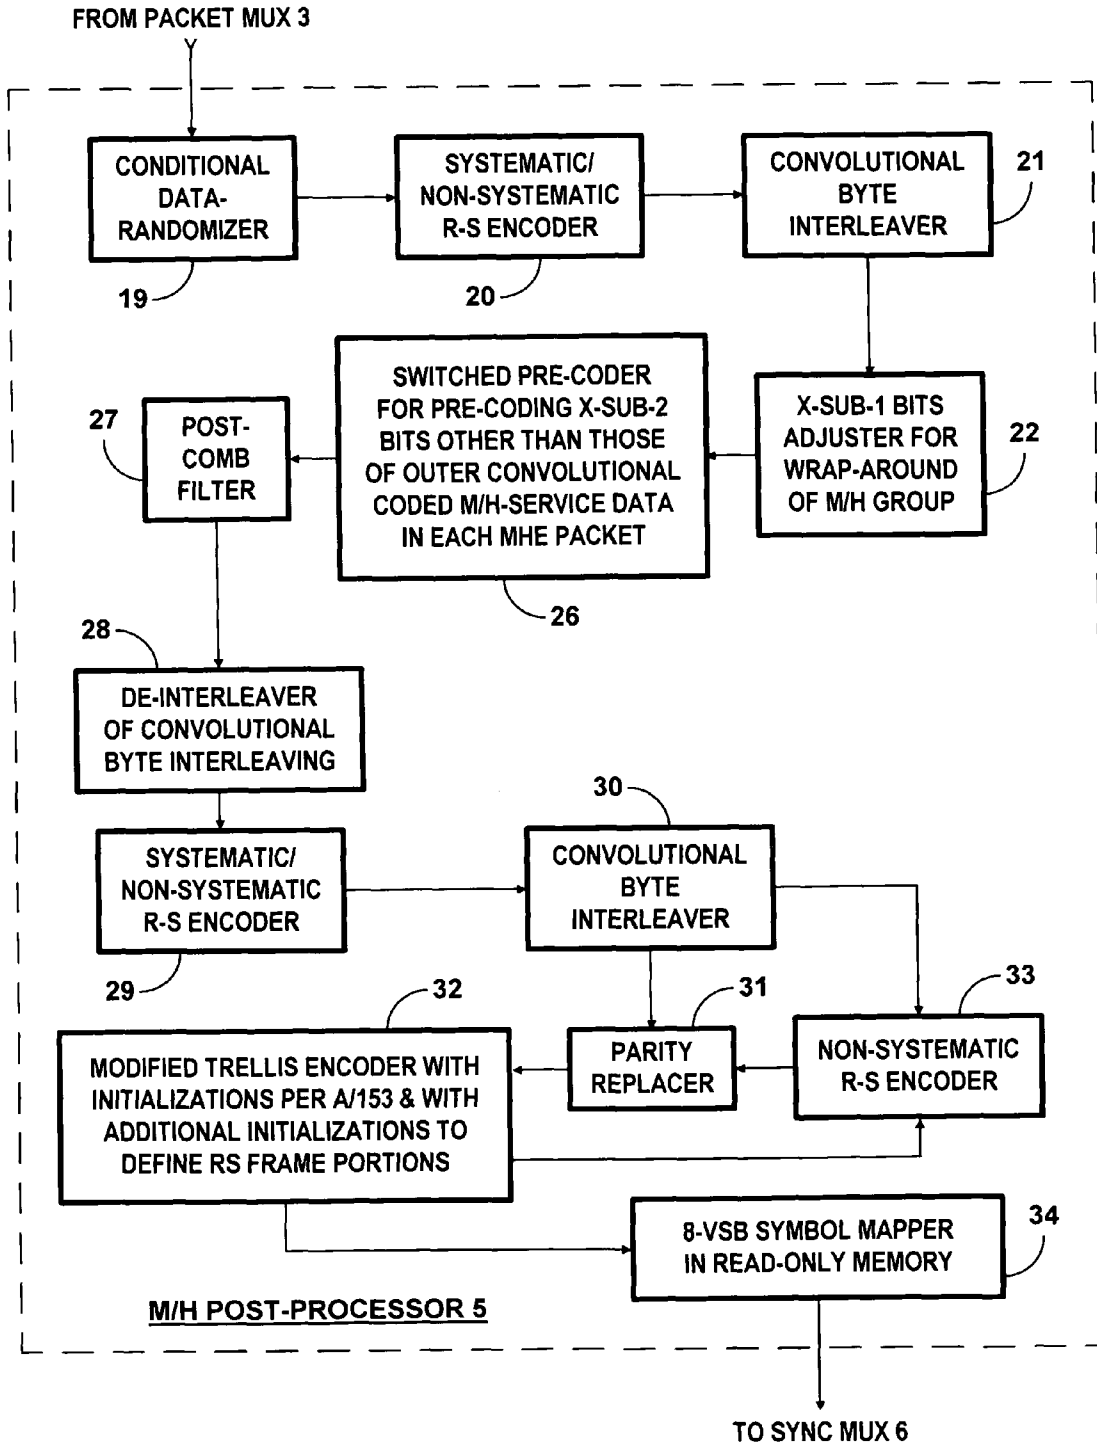 FROM PACKET MUX 3
CONDITIONAL
DATA-
RANDOMIZER
19
SYSTEMATIC/
NON-SYSTEMATIC
R-S ENCODER
20
CONVOLUTIONAL
BYTE
INTERLEAVER
21
X-SUB-1 BITS
ADJUSTER FOR
WRAP-AROUND
OF M/H GROUP
22
SWITCHED PRE-CODER
FOR PRE-CODING X-SUB-2
BITS OTHER THAN THOSE
OF OUTER CONVOLUTIONAL
CODED M/H-SERVICE DATA
IN EACH MHE PACKET
26
27
POST-
COMB
FILTER
28
DE-INTERLEAVER
OF CONVOLUTIONAL
BYTE INTERLEAVING
SYSTEMATIC/
NON-SYSTEMATIC
R-S ENCODER
29
30
CONVOLUTIONAL
BYTE
INTERLEAVER
31
PARITY
REPLACER
33
NON-SYSTEMATIC
R-S ENCODER
32
MODIFIED TRELLIS ENCODER WITH
INITIALIZATIONS PER A/153 & WITH
ADDITIONAL INITIALIZATIONS TO
DEFINE RS FRAME PORTIONS
8-VSB SYMBOL MAPPER
IN READ-ONLY MEMORY
34
M/H POST-PROCESSOR 5
TO SYNC MUX 6